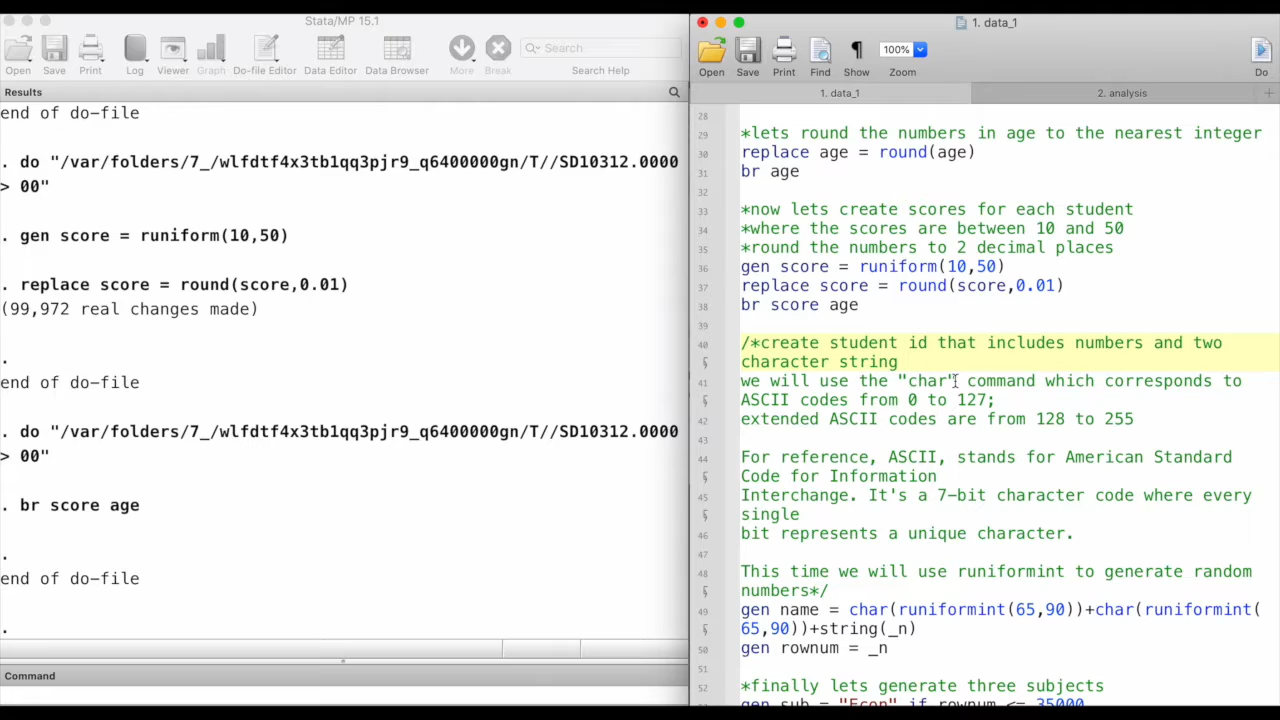 Stata/MP 15.1
Open
Save
Print
Log
Viewer
Graph
Do-file Editor
Data Editor
Data Browser
More
Break
Search
Search Help
Results
end of do-file
. do "/var/folders/7_/wlfdtf4x3tb1qq3pjr9_q6400000gn/T//SD10312.0000
> 00"
. gen score = runiform(10,50)
. replace score = round(score,0.01)
(99,972 real changes made)
.
end of do-file
. do "/var/folders/7_/wlfdtf4x3tb1qq3pjr9_q6400000gn/T//SD10312.0000
> 00"
. br score age
.
end of do-file
.
Command
1. data_1
Open
Save
Print
Find
Show
100%
Zoom
Do
1. data_1
2. analysis
28
29 *lets round the numbers in age to the nearest integer
30 replace age = round(age)
31 br age
32
33 *now lets create scores for each student
34 *where the scores are between 10 and 50
35 *round the numbers to 2 decimal places
36 gen score = runiform(10,50)
37 replace score = round(score,0.01)
38 br score age
39
40 /*create student id that includes numbers and two
character string
41 we will use the "char" command which corresponds to
ASCII codes from 0 to 127;
42 extended ASCII codes are from 128 to 255
43
44 For reference, ASCII, stands for American Standard
Code for Information
45 Interchange. It's a 7-bit character code where every
single
46 bit represents a unique character.
47
48 This time we will use runiformint to generate random
numbers*/
49 gen name = char(runiformint(65,90))+char(runiformint(
65,90))+string(_n)
50 gen rownum = _n
51
52 *finally lets generate three subjects
gen sub = "Econ" if rownum <= 35000